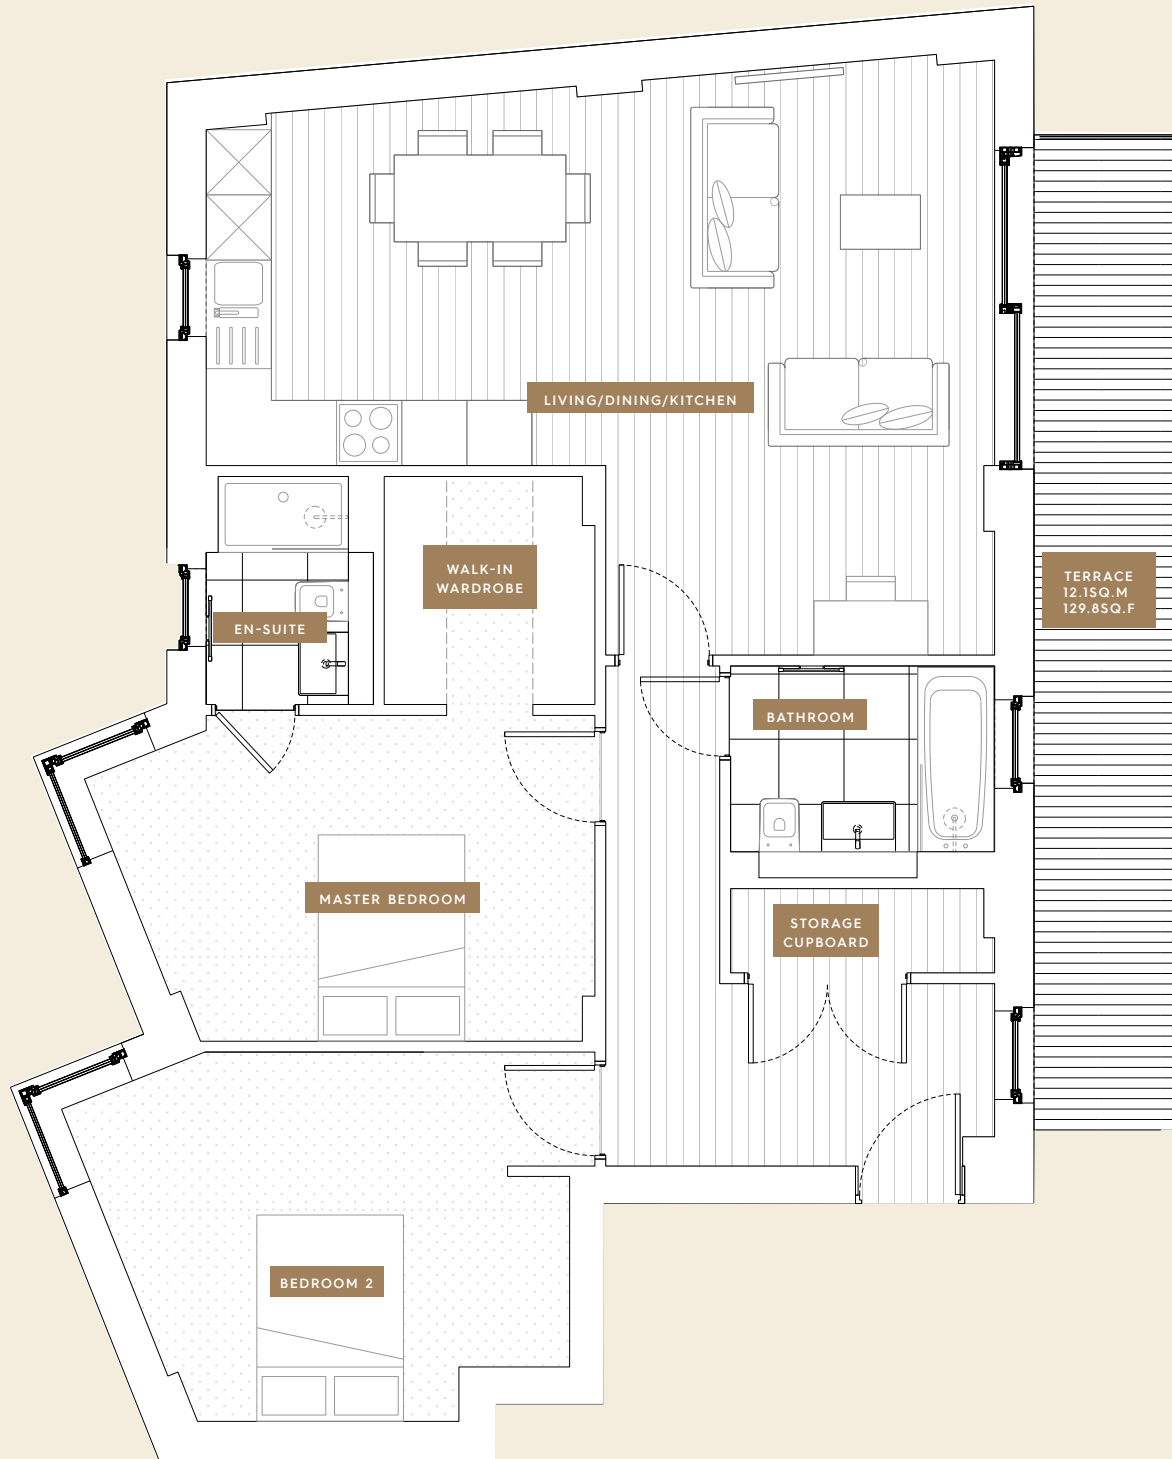 LIVING/DINING/KITCHEN
WALK-IN
WARDROBE
TERRACE
12.1SQ.M
129.8SQ.F
EN-SUITE
BATHROOM
MASTER BEDROOM
STORAGE
CUPBOARD
BEDROOM 2